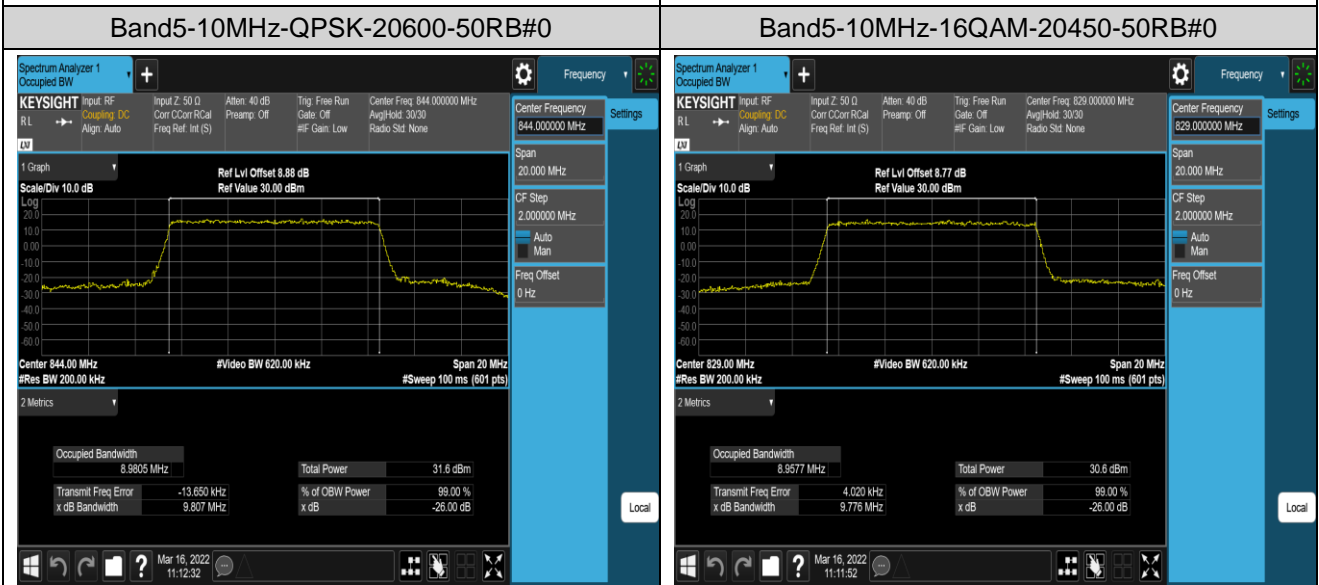 Band5-10MHz-QPSK-20600-50RB#0
Spectrum Analyzer 1
Occupied BW
+
Frequency
KEYSIGHT
RL
LXI
Input: RF
Coupling: DC
Align: Auto
Input Z: 50 Ω
Corr CCorr RCal
Freq Ref: Int (S)
Atten: 40 dB
Preamp: Off
Trig: Free Run
Gate: Off
#IF Gain: Low
Center Freq: 844.000000 MHz
Avg|Hold: 30/30
Radio Std: None
Center Frequency
844.000000 MHz
Settings
Span
20.000 MHz
CF Step
2.000000 MHz
Auto
Man
Freq Offset
0 Hz
Local
1 Graph
Scale/Div 10.0 dB
Ref Lvl Offset 8.88 dB
Ref Value 30.00 dBm
Log
20.0
10.0
0.00
-10.0
-20.0
-30.0
-40.0
-50.0
-60.0
Center 844.00 MHz
#Res BW 200.00 kHz
#Video BW 620.00 kHz
Span 20 MHz
#Sweep 100 ms (601 pts)
2 Metrics
Occupied Bandwidth
8.9805 MHz
Total Power 31.6 dBm
Transmit Freq Error -13.650 kHz
% of OBW Power 99.00 %
x dB Bandwidth 9.807 MHz
x dB -26.00 dB
?
Mar 16, 2022
11:12:32
Band5-10MHz-16QAM-20450-50RB#0
Spectrum Analyzer 1
Occupied BW
+
Frequency
KEYSIGHT
RL
LXI
Input: RF
Coupling: DC
Align: Auto
Input Z: 50 Ω
Corr CCorr RCal
Freq Ref: Int (S)
Atten: 40 dB
Preamp: Off
Trig: Free Run
Gate: Off
#IF Gain: Low
Center Freq: 829.000000 MHz
Avg|Hold: 30/30
Radio Std: None
Center Frequency
829.000000 MHz
Settings
Span
20.000 MHz
CF Step
2.000000 MHz
Auto
Man
Freq Offset
0 Hz
Local
1 Graph
Scale/Div 10.0 dB
Ref Lvl Offset 8.77 dB
Ref Value 30.00 dBm
Log
20.0
10.0
0.00
-10.0
-20.0
-30.0
-40.0
-50.0
-60.0
Center 829.00 MHz
#Res BW 200.00 kHz
#Video BW 620.00 kHz
Span 20 MHz
#Sweep 100 ms (601 pts)
2 Metrics
Occupied Bandwidth
8.9577 MHz
Total Power 30.6 dBm
Transmit Freq Error 4.020 kHz
% of OBW Power 99.00 %
x dB Bandwidth 9.776 MHz
x dB -26.00 dB
?
Mar 16, 2022
11:11:52